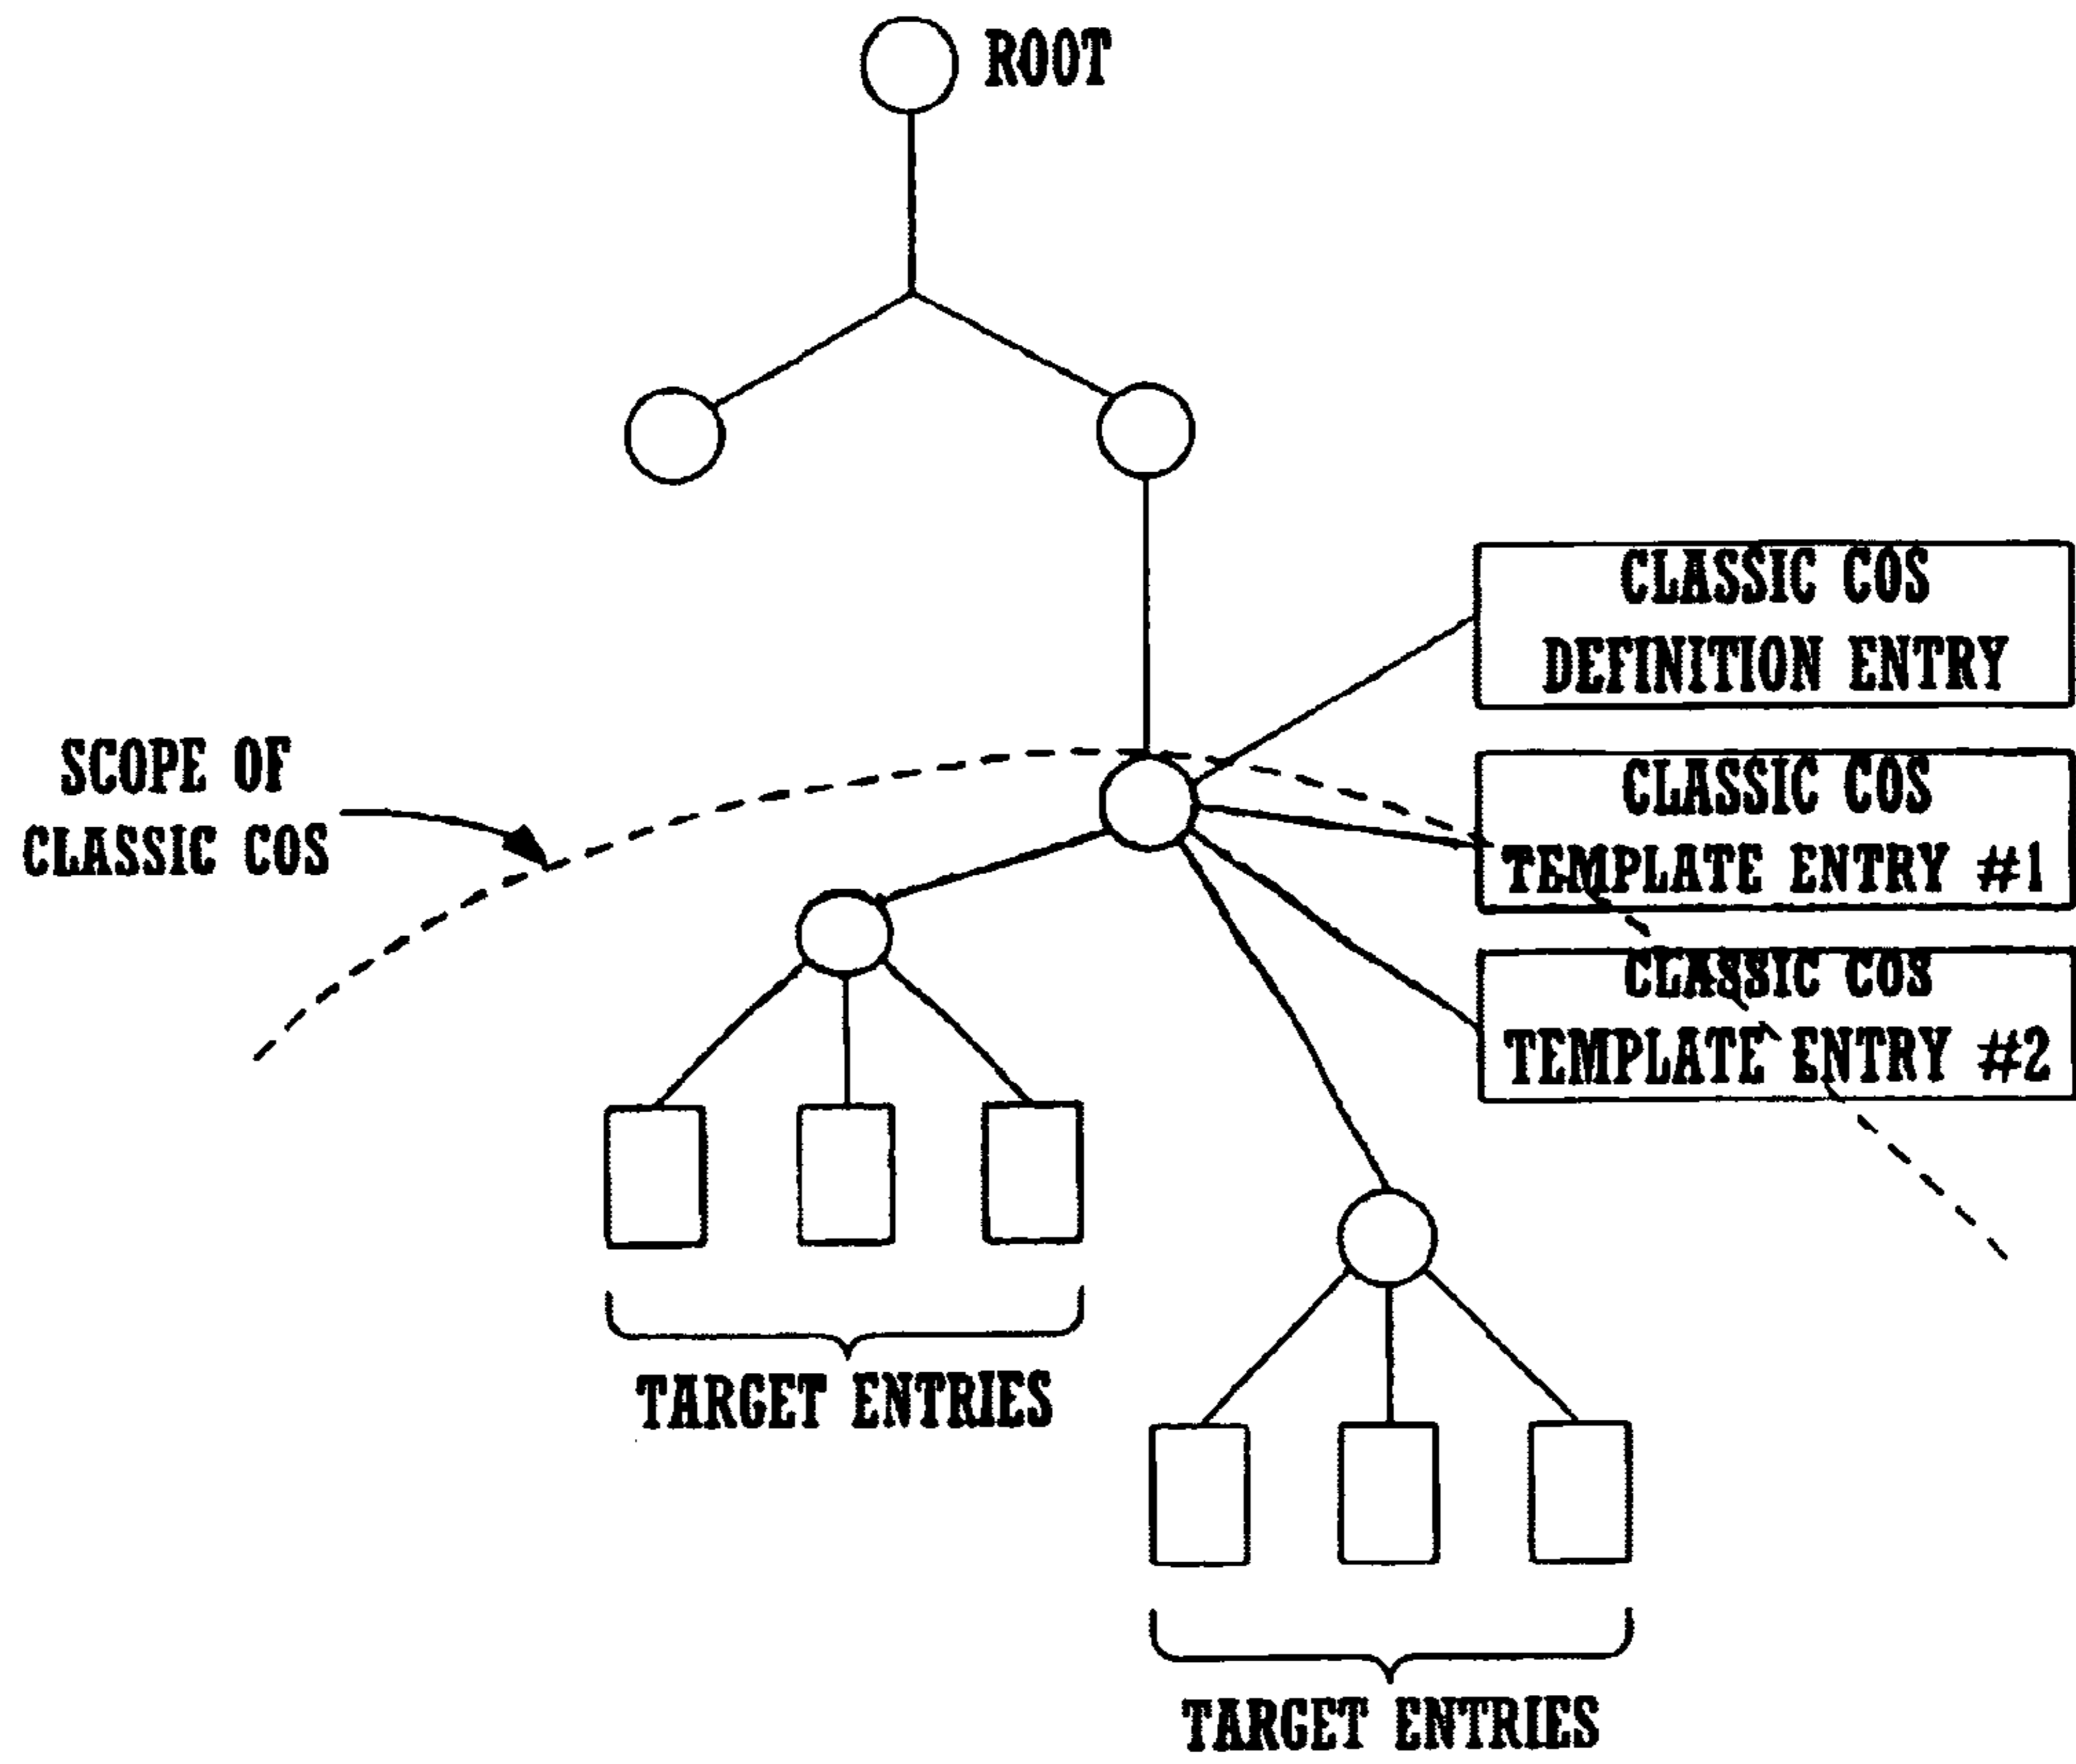 ROOT
CLASSIC COS
DEFINITION ENTRY
SCOPE OF
CLASSIC COS
CLASSIC COS
TEMPLATE ENTRY #1
CLASSIC COS
TEMPLATE ENTRY #2
TARGET ENTRIES
TARGET ENTRIES